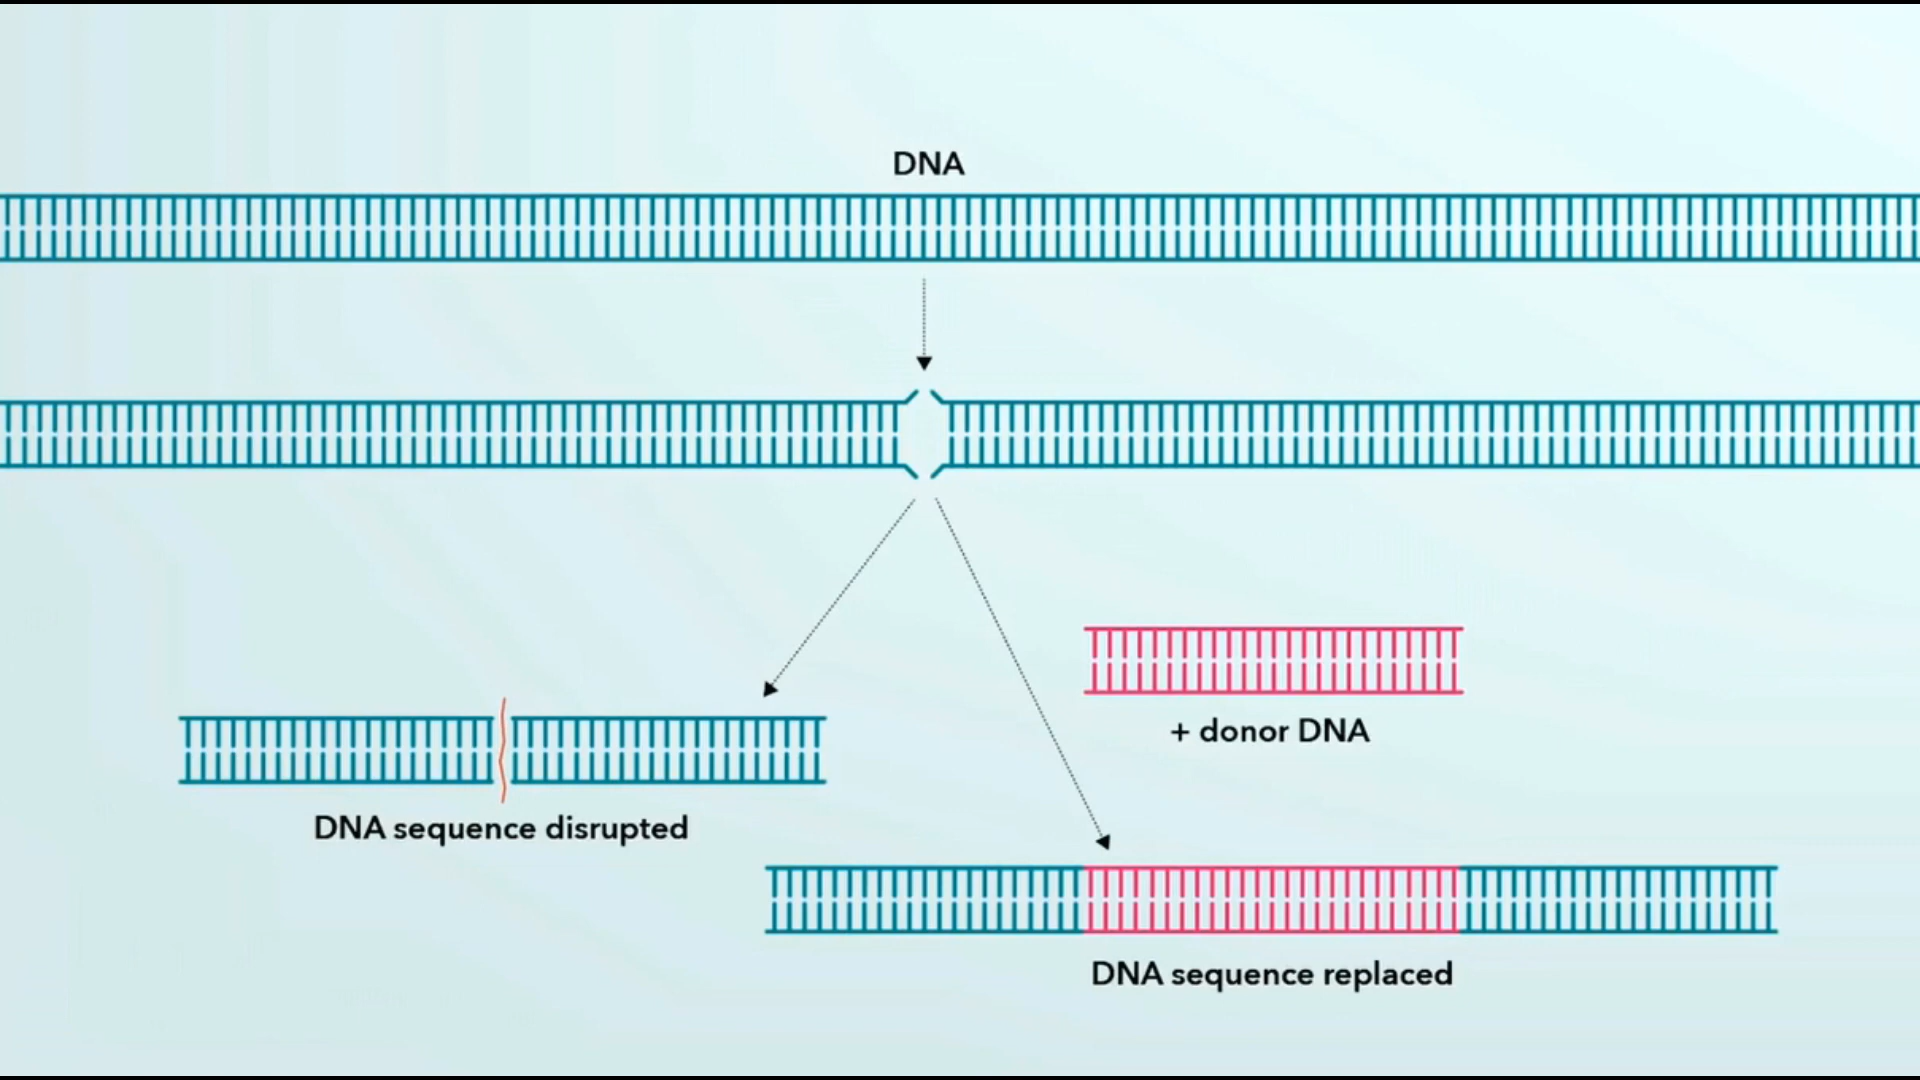 DNA
+ donor DNA
DNA sequence disrupted
DNA sequence replaced